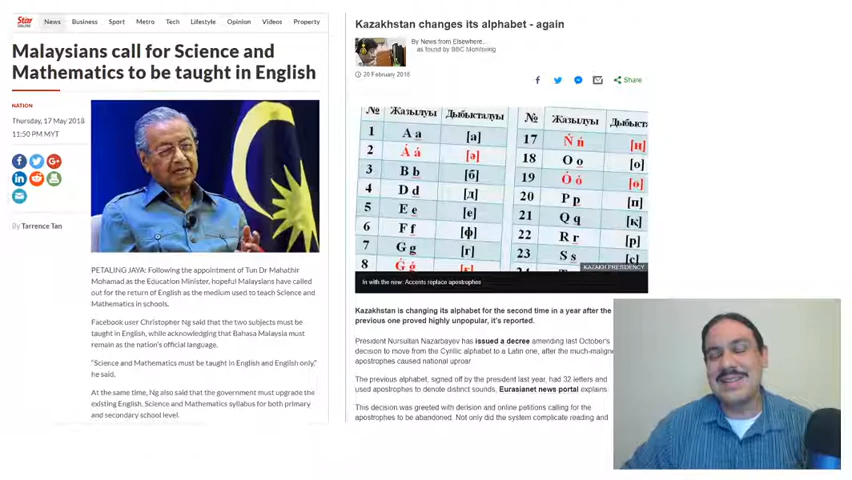 Star
ONLINE
News Business Sport Metro Tech Lifestyle Opinion Videos Property
Malaysians call for Science and
Mathematics to be taught in English
NATION
Thursday, 17 May 2018
11:50 PM MYT
By Tarrence Tan
PETALING JAYA: Following the appointment of Tun Dr Mahathir
Mohamad as the Education Minister, hopeful Malaysians have called
out for the return of English as the medium used to teach Science and
Mathematics in schools.
Facebook user Christopher Ng said that the two subjects must be
taught in English, while acknowledging that Bahasa Malaysia must
remain as the nation's official language.
"Science and Mathematics must be taught in English and English only,"
he said.
At the same time, Ng also said that the government must upgrade the
existing English. Science and Mathematics syllabus for both primary
and secondary school level.
Kazakhstan changes its alphabet - again
By News from Elsewhere...
as found by BBC Monitoring
20 February 2018
Share
№ Жазылуы Дыбысталуы
1 A a [а]
2 Á á [ә]
3 B b [б]
4 D d [д]
5 E e [е]
6 F f [ф]
7 G g [г]
8 Ǵ ǵ
№ Жазылуы
17 Ń ń
18 O o [о]
19 Ó ó [ө]
20 P p [п]
21 Q q [қ]
22 R r [р]
23 S s [с]
KAZAKH PRESIDENCY
In with the new: Accents replace apostrophes
Kazakhstan is changing its alphabet for the second time in a year after the
previous one proved highly unpopular, it's reported.
President Nursultan Nazarbayev has issued a decree amending last October's
decision to move from the Cyrillic alphabet to a Latin one, after the much-maligne
apostrophes caused national uproar
The previous alphabet, signed off by the president last year, had 32 letters and
used apostrophes to denote distinct sounds, Eurasianet news portal explains.
This decision was greeted with derision and online petitions calling for the
apostrophes to be abandoned. Not only did the system complicate reading and